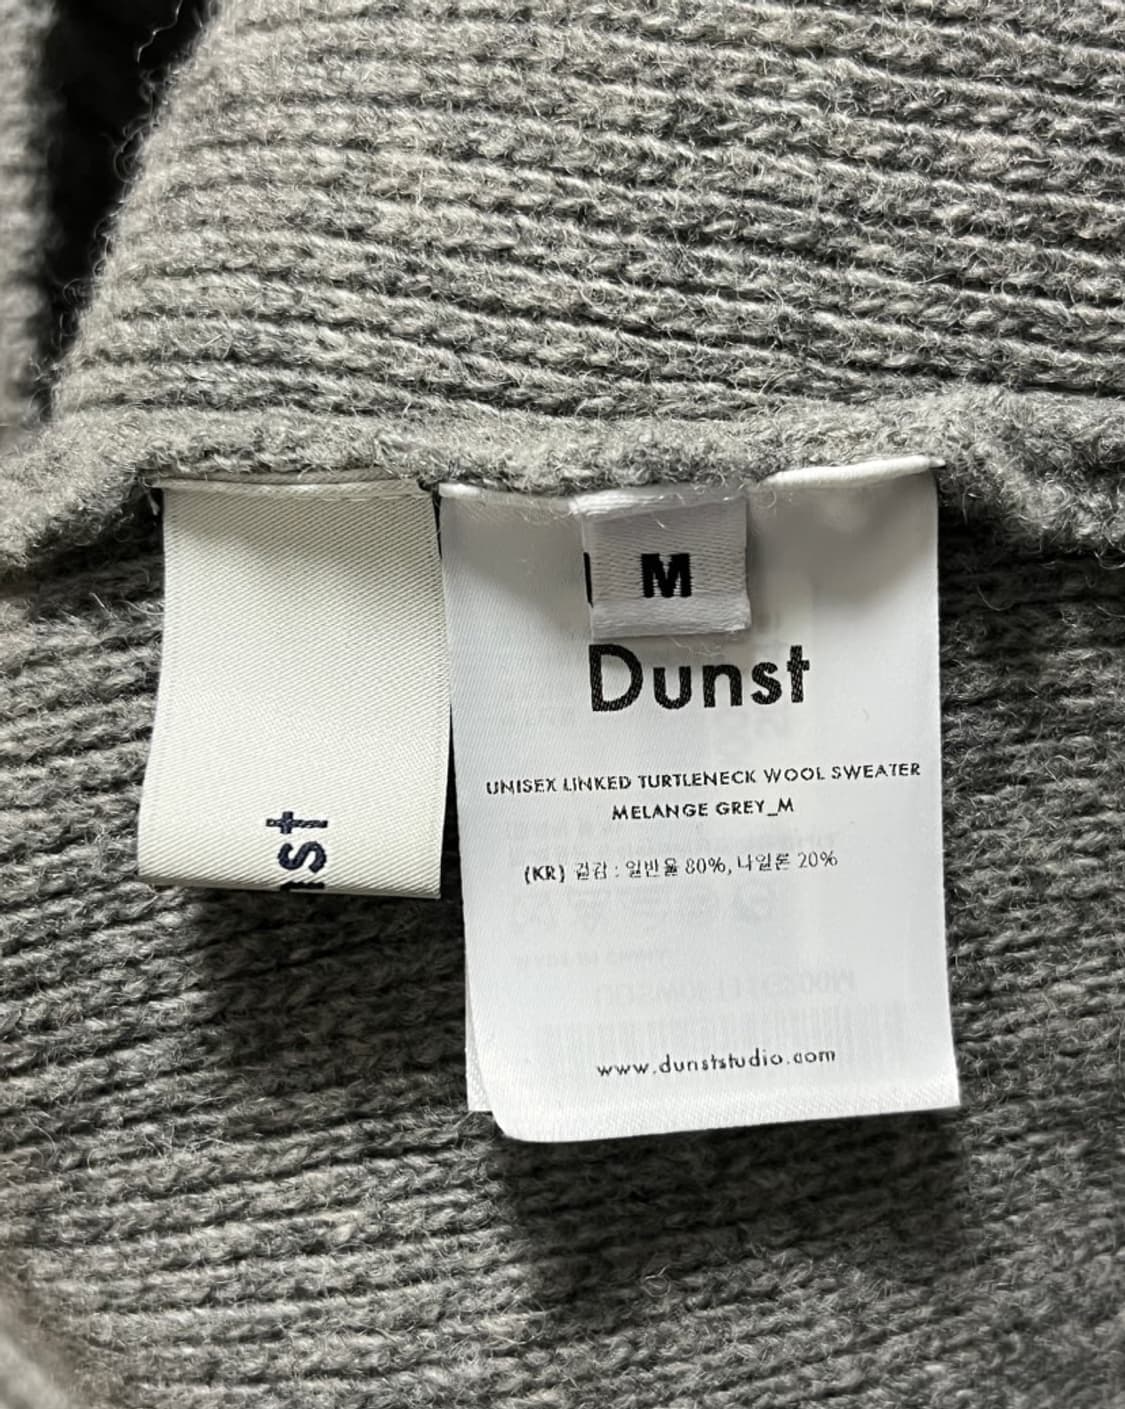 M
Dunst
UNISEX LINKED TURTLENECK WOOL SWEATER
MELANGE GREY_M
(KR) 겉감 : 일반울 80%, 나일론 20%
www.dunststudio.com
st